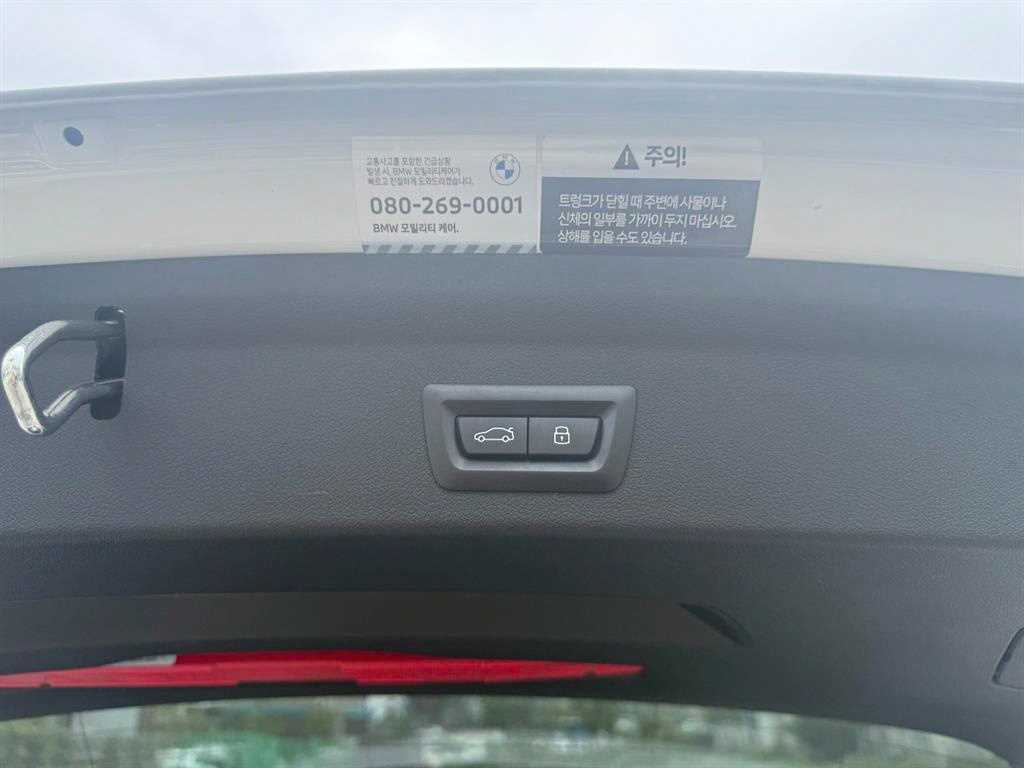 교통사고를 포함한 긴급상황
발생 시, BMW 모빌리티케어가
빠르고 친절하게 도와드리겠습니다.
080-269-0001
BMW 모빌리티 케어.
주의!
트렁크가 닫힐 때 주변에 사물이나
신체의 일부를 가까이 두지 마십시오.
상해를 입을 수도 있습니다.